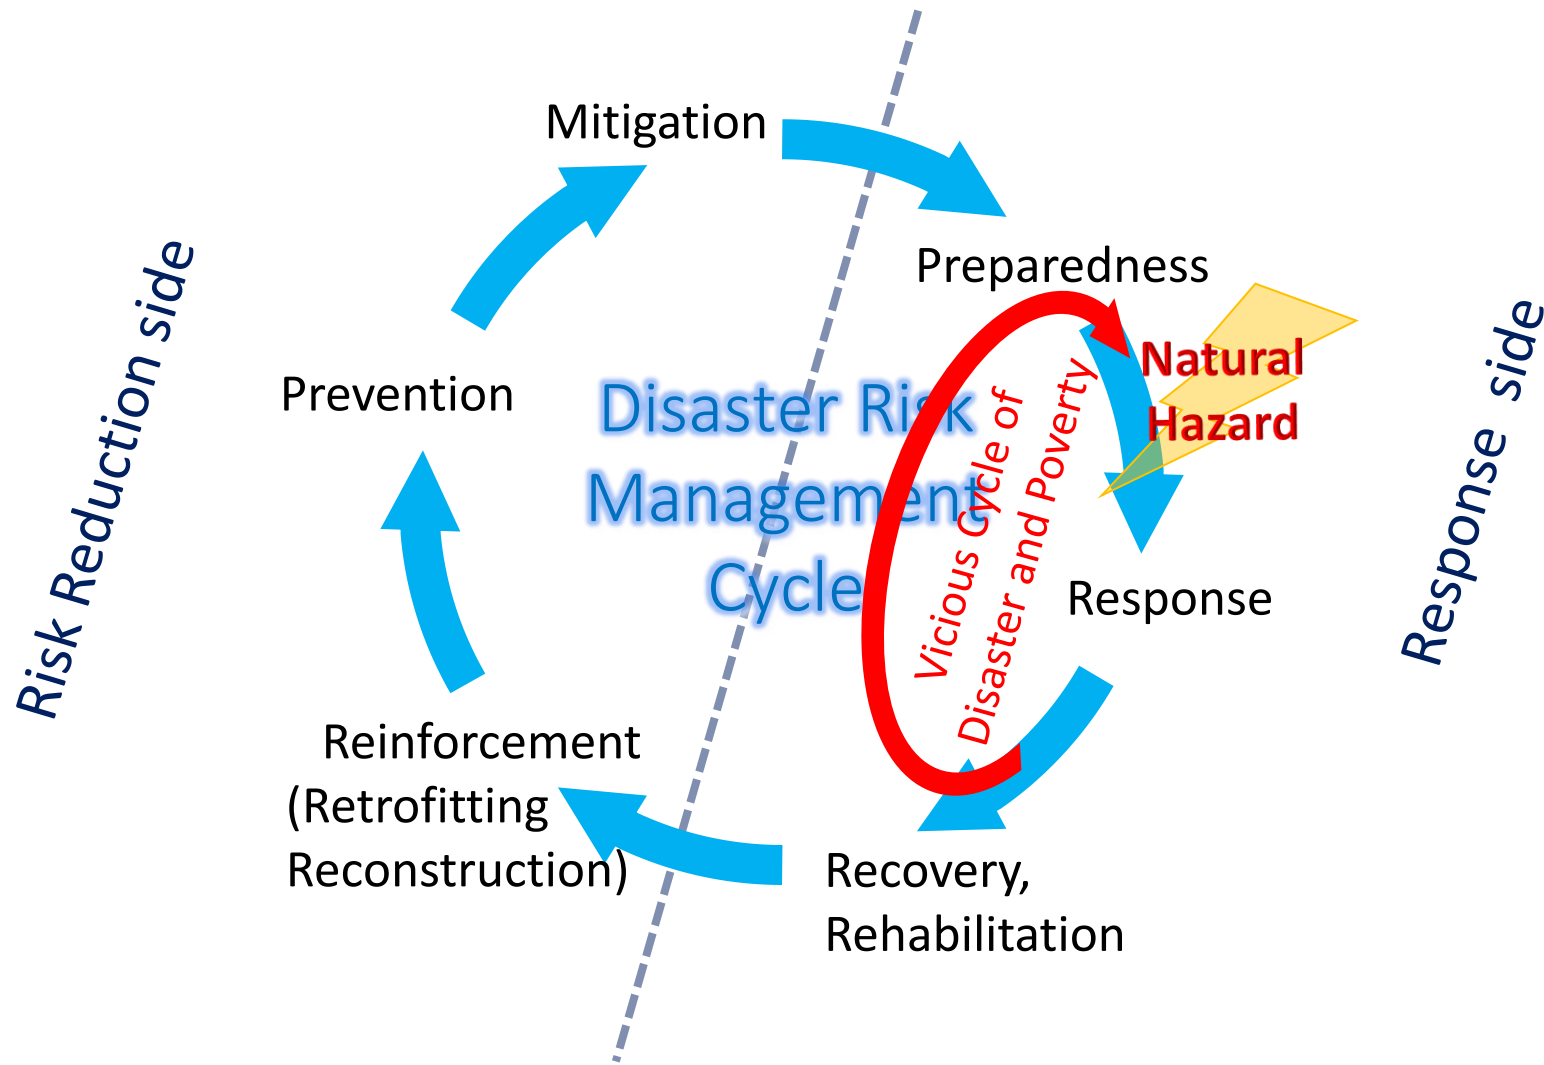 Mitigation
Preparedness
Natural
Hazard
Response
Recovery,
Rehabilitation
Reinforcement
(Retrofitting
Reconstruction)
Prevention
Disaster Risk
Management
Cycle
Vicious Cycle of
Disaster and Poverty
Risk Reduction side
Response side